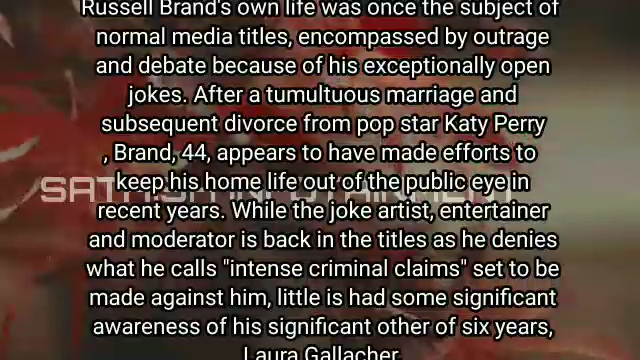 Russell Brand's own life was once the subject of
normal media titles, encompassed by outrage
and debate because of his exceptionally open
jokes. After a tumultuous marriage and
subsequent divorce from pop star Katy Perry
, Brand, 44, appears to have made efforts to
keep his home life out of the public eye in
recent years. While the joke artist, entertainer
and moderator is back in the titles as he denies
what he calls "intense criminal claims" set to be
made against him, little is had some significant
awareness of his significant other of six years,
Laura Gallacher